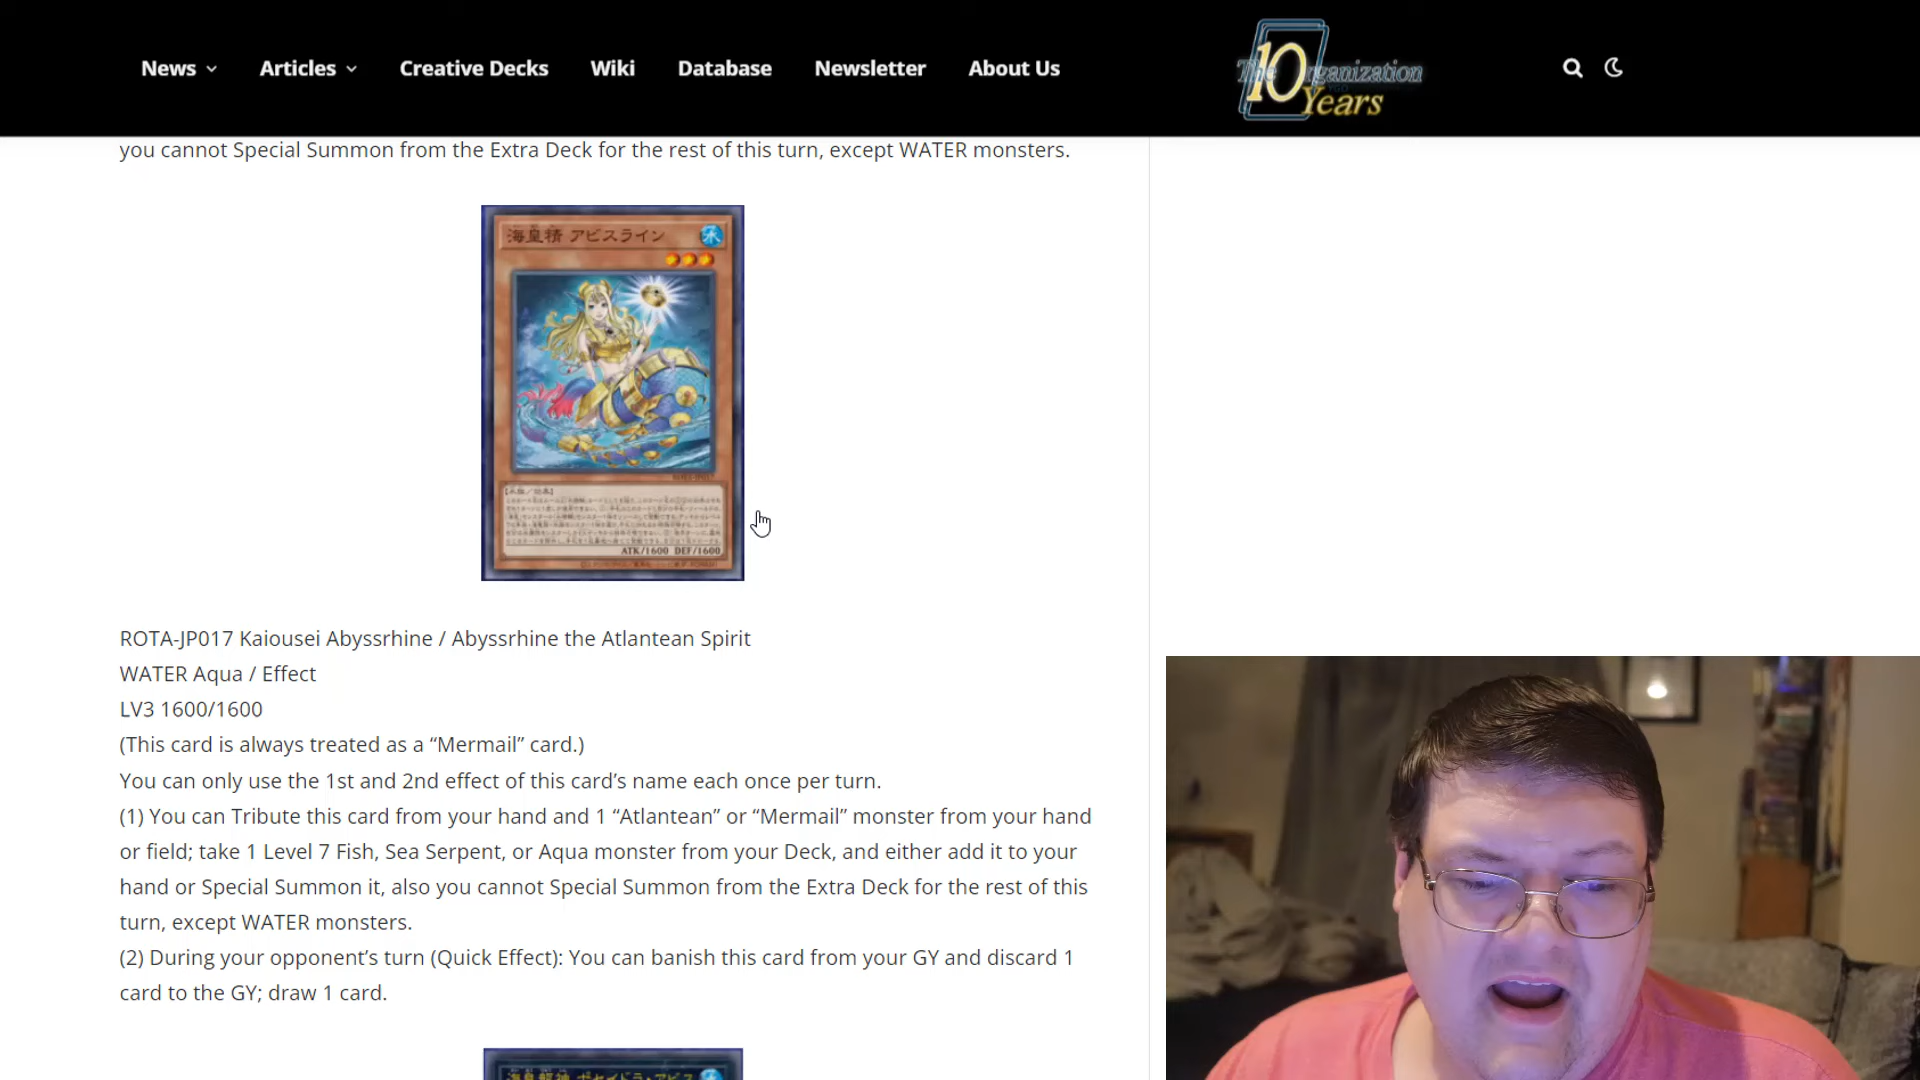 News Articles Creative Decks Wiki Database Newsletter About Us
The 10 Organization
Years
you cannot Special Summon from the Extra Deck for the rest of this turn, except WATER monsters.
海皇精 アビスライン
水
ATK/1600 DEF/1600
ROTA-JP017 Kaiousei Abyssrhine / Abyssrhine the Atlantean Spirit
WATER Aqua / Effect
LV3 1600/1600
(This card is always treated as a “Mermail” card.)
You can only use the 1st and 2nd effect of this card’s name each once per turn.
(1) You can Tribute this card from your hand and 1 “Atlantean” or “Mermail” monster from your hand
or field; take 1 Level 7 Fish, Sea Serpent, or Aqua monster from your Deck, and either add it to your
hand or Special Summon it, also you cannot Special Summon from the Extra Deck for the rest of this
turn, except WATER monsters.
(2) During your opponent’s turn (Quick Effect): You can banish this card from your GY and discard 1
card to the GY; draw 1 card.